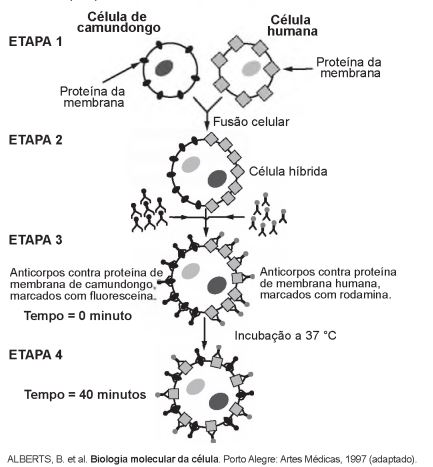 Célula de
camundongo
Célula
humana
ETAPA 1
Proteína da
membrana
Proteína da
membrana
Fusão celular
ETAPA 2
Célula híbrida
ETAPA 3
Anticorpos contra proteína de
membrana de camundongo,
marcados com fluoresceína.
Anticorpos contra proteína
de membrana humana,
marcados com rodamina.
Tempo = 0 minuto
Incubação a 37 °C
ETAPA 4
Tempo = 40 minutos
ALBERTS, B. et al. Biologia molecular da célula. Porto Alegre: Artes Médicas, 1997 (adaptado).